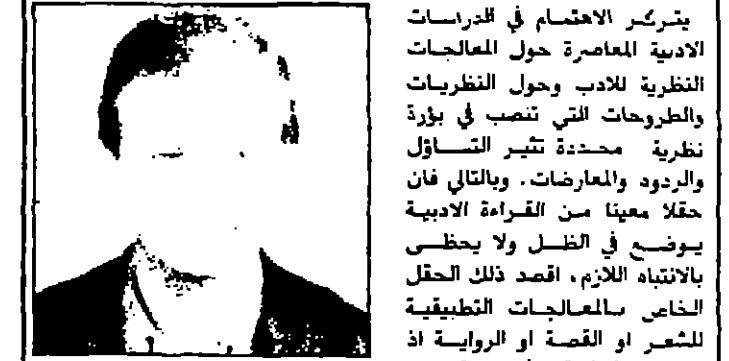 يتركز الاهتمام في الدراسات
الادبية المعاصرة حول المعالجات
النظرية للادب وحول النظريات
والطروحات التي تنصب في بؤرة
نظرية محددة تثير التساؤل
والردود والمعارضات. وبالتالي فان
حقلا معينا من القراءة الادبية
يوضع في الظل ولا يحظى
بالانتباه اللازم، اقصد ذلك الحقل
الخاص بالمعالجات التطبيقية
للشعر او القصة او الرواية اذ